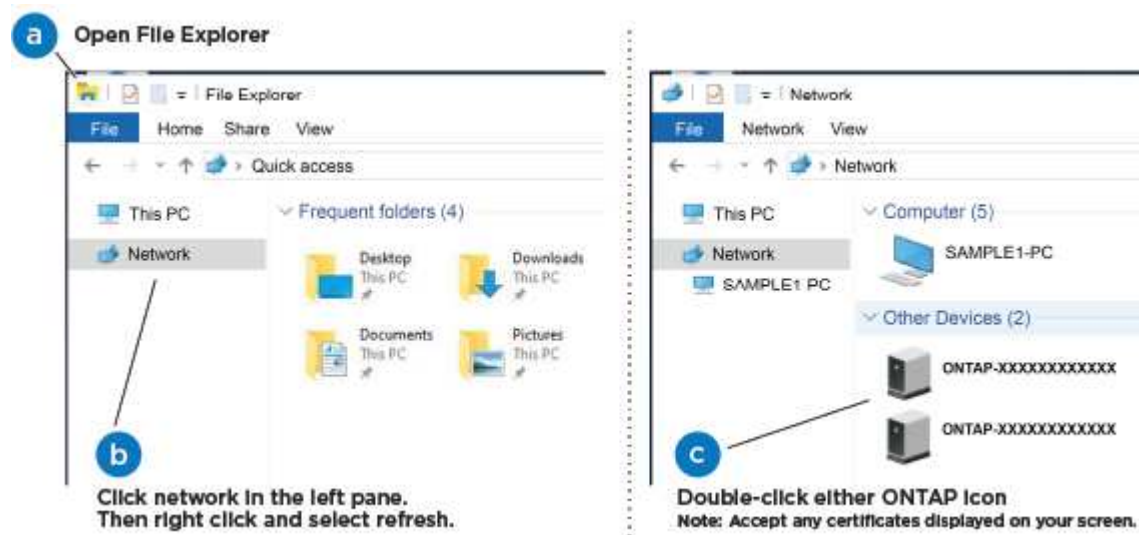 a Open File Explorer
File Explorer
File Home Share View
Quick access
This PC
Network
Frequent folders (4)
Desktop
This PC
Downloads
This PC
Documents
This PC
Pictures
This PC
b
Click network in the left pane.
Then right click and select refresh.
Network
File Network View
Network
This PC
Network
SAMPLE1 PC
Computer (5)
SAMPLE1-PC
Other Devices (2)
ONTAP-XXXXXXXXXXXX
ONTAP-XXXXXXXXXXXX
c
Double-click either ONTAP icon
Note: Accept any certificates displayed on your screen.